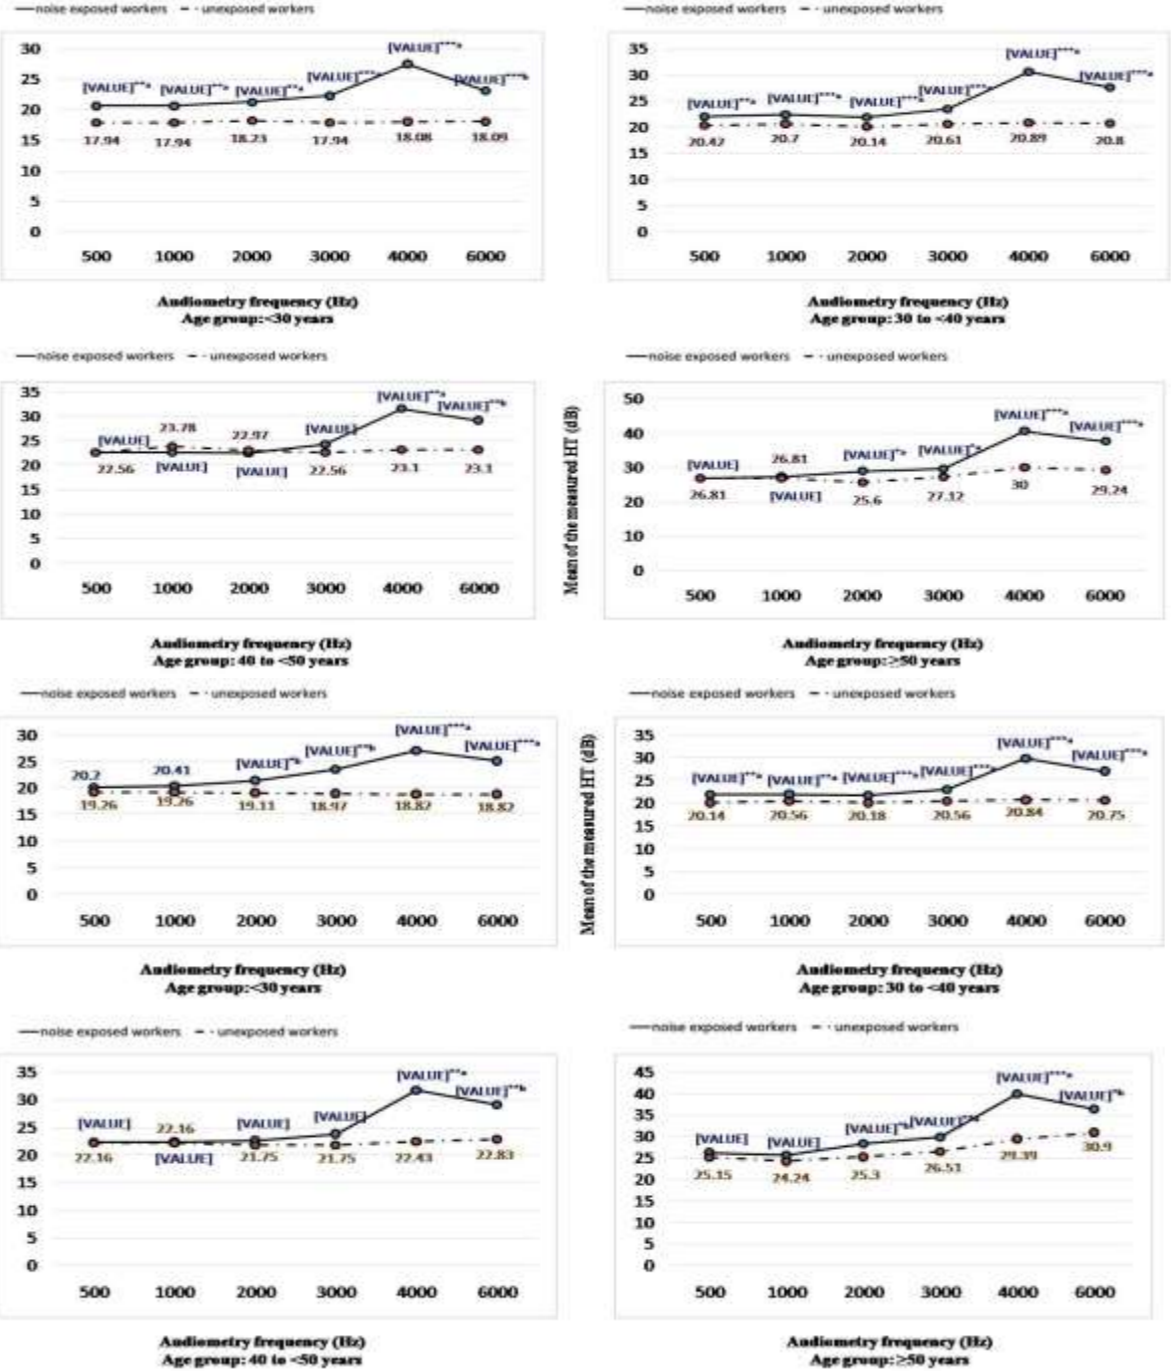 noise exposed workers unexposed workers
30
25
20
15
10
5
0
[VALUE]**a [VALUE]**a [VALUE]**a [VALUE]***a [VALUE]***a [VALUE]***b
17.94 17.94 18.23 17.94 18.08 18.09
500 1000 2000 3000 4000 6000
Audiometry frequency (Hz)
Age group:<30 years
noise exposed workers unexposed workers
35
30
25
20
15
10
5
0
[VALUE]**a [VALUE]***a [VALUE]***a [VALUE]*** [VALUE]***a [VALUE]***a
20.42 20.7 20.14 20.61 20.89 20.8
500 1000 2000 3000 4000 6000
Audiometry frequency (Hz)
Age group: 30 to <40 years
noise exposed workers unexposed workers
35
30
25
20
15
10
5
0
[VALUE] 23.78 22.97 [VALUE] [VALUE]**a [VALUE]**b
22.56 [VALUE] [VALUE] 22.56 23.1 23.1
500 1000 2000 3000 4000 6000
Audiometry frequency (Hz)
Age group: 40 to <50 years
noise exposed workers unexposed workers
Mean of the measured HT (dB)
50
40
30
20
10
0
[VALUE] 26.81 [VALUE]*a [VALUE]*a [VALUE]***a [VALUE]***a
26.81 [VALUE] 25.6 27.12 30 29.24
500 1000 2000 3000 4000 6000
Audiometry frequency (Hz)
Age group:≥50 years
noise exposed workers unexposed workers
30
25
20
15
10
5
0
20.2 20.41 [VALUE]*b [VALUE]**b [VALUE]***a [VALUE]***a
19.26 19.26 19.11 18.97 18.82 18.82
500 1000 2000 3000 4000 6000
Audiometry frequency (Hz)
Age group:<30 years
noise exposed workers unexposed workers
Mean of the measured HT (dB)
35
30
25
20
15
10
5
0
[VALUE]**a [VALUE]**a [VALUE]***a [VALUE]*** [VALUE]***a [VALUE]***a
20.14 20.56 20.18 20.56 20.84 20.75
500 1000 2000 3000 4000 6000
Audiometry frequency (Hz)
Age group: 30 to <40 years
noise exposed workers unexposed workers
35
30
25
20
15
10
5
0
[VALUE] 22.16 [VALUE] [VALUE] [VALUE]**a [VALUE]**b
22.16 [VALUE] 21.75 21.75 22.43 22.83
500 1000 2000 3000 4000 6000
Audiometry frequency (Hz)
Age group: 40 to <50 years
noise exposed workers unexposed workers
45
40
35
30
25
20
15
10
5
0
[VALUE] [VALUE] [VALUE]*b [VALUE]** [VALUE]***a [VALUE]*b
25.15 24.24 25.3 26.51 29.39 30.9
500 1000 2000 3000 4000 6000
Audiometry frequency (Hz)
Age group:≥50 years